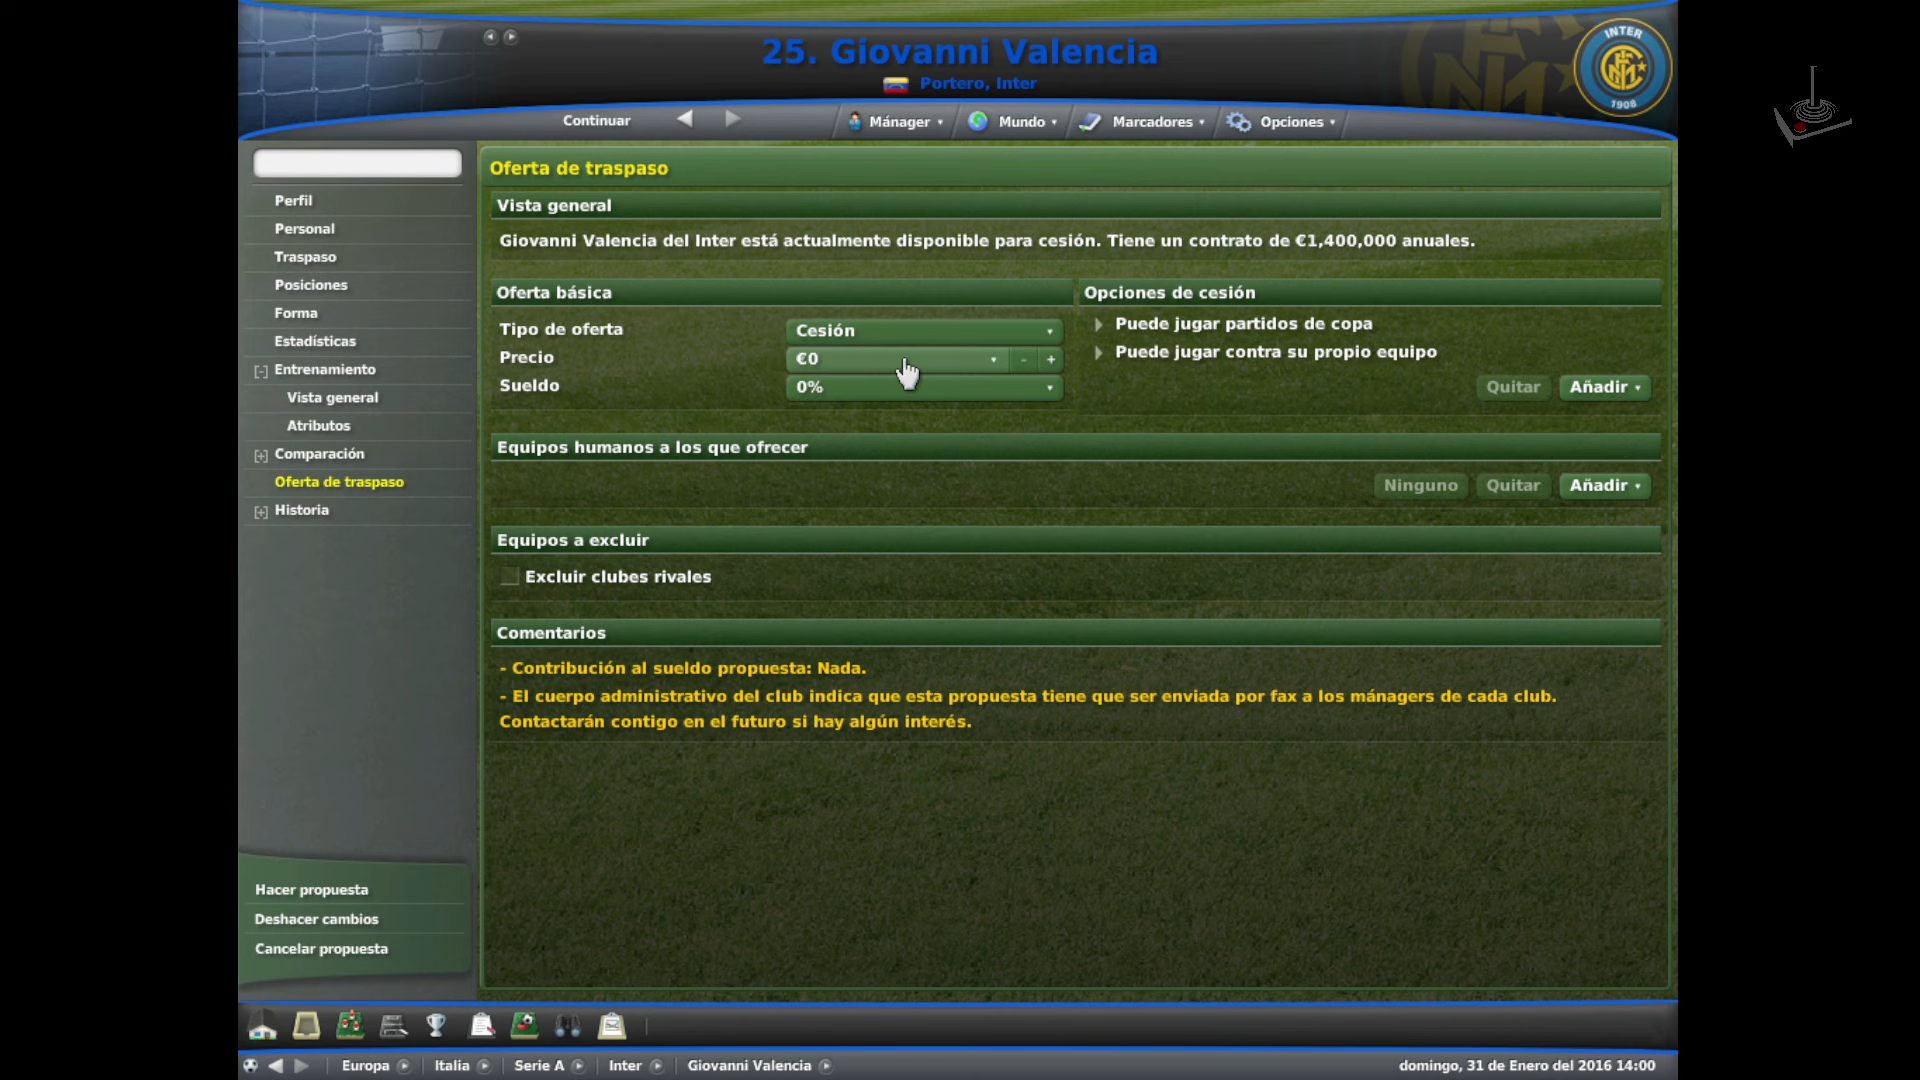 25. Giovanni Valencia
Portero, Inter
INTER
1908
Continuar
Mánager
Mundo
Marcadores
Opciones
Perfil
Personal
Traspaso
Posiciones
Forma
Estadísticas
[-] Entrenamiento
Vista general
Atributos
[+] Comparación
Oferta de traspaso
[+] Historia
Hacer propuesta
Deshacer cambios
Cancelar propuesta
Oferta de traspaso
Vista general
Giovanni Valencia del Inter está actualmente disponible para cesión. Tiene un contrato de €1,400,000 anuales.
Oferta básica
Tipo de oferta Cesión
Precio €0 - +
Sueldo 0%
Opciones de cesión
Puede jugar partidos de copa
Puede jugar contra su propio equipo
Quitar Añadir
Equipos humanos a los que ofrecer
Ninguno Quitar Añadir
Equipos a excluir
Excluir clubes rivales
Comentarios
- Contribución al sueldo propuesta: Nada.
- El cuerpo administrativo del club indica que esta propuesta tiene que ser enviada por fax a los mánagers de cada club.
Contactarán contigo en el futuro si hay algún interés.
Europa Italia Serie A Inter Giovanni Valencia
domingo, 31 de Enero del 2016 14:00